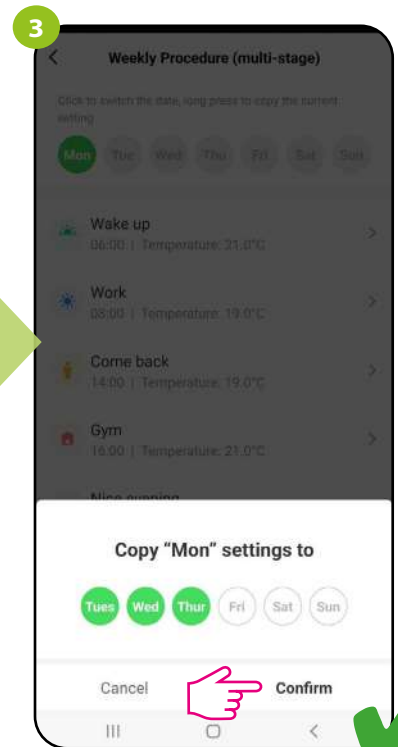 3
Weekly Procedure (multi-stage)
Click to switch the date, long press to copy the current
setting
Mon Tue Wed Thu Fri Sat Sun
Wake up
06:00 | Temperature: 21.0°C
Work
08:00 | Temperature: 19.0°C
Come back
14:00 | Temperature: 19.0°C
Gym
16:00 | Temperature: 21.0°C
Nice evening
Copy “Mon” settings to
Tues Wed Thur Fri Sat Sun
Cancel Confirm